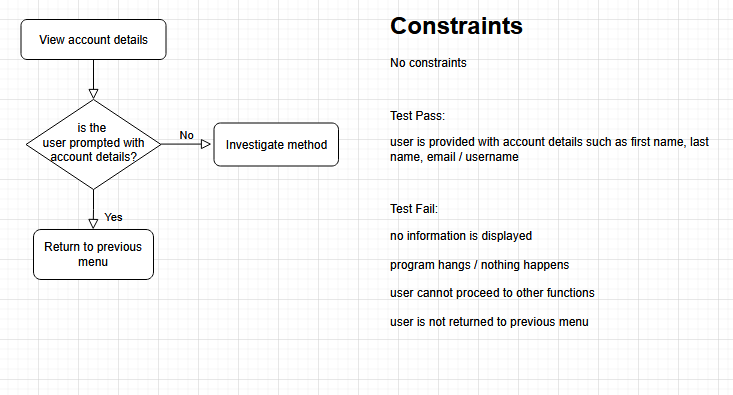 View account details
is the
user prompted with
account details?
No
Investigate method
Yes
Return to previous
menu
Constraints
No constraints
Test Pass:
user is provided with account details such as first name, last
name, email / username
Test Fail:
no information is displayed
program hangs / nothing happens
user cannot proceed to other functions
user is not returned to previous menu